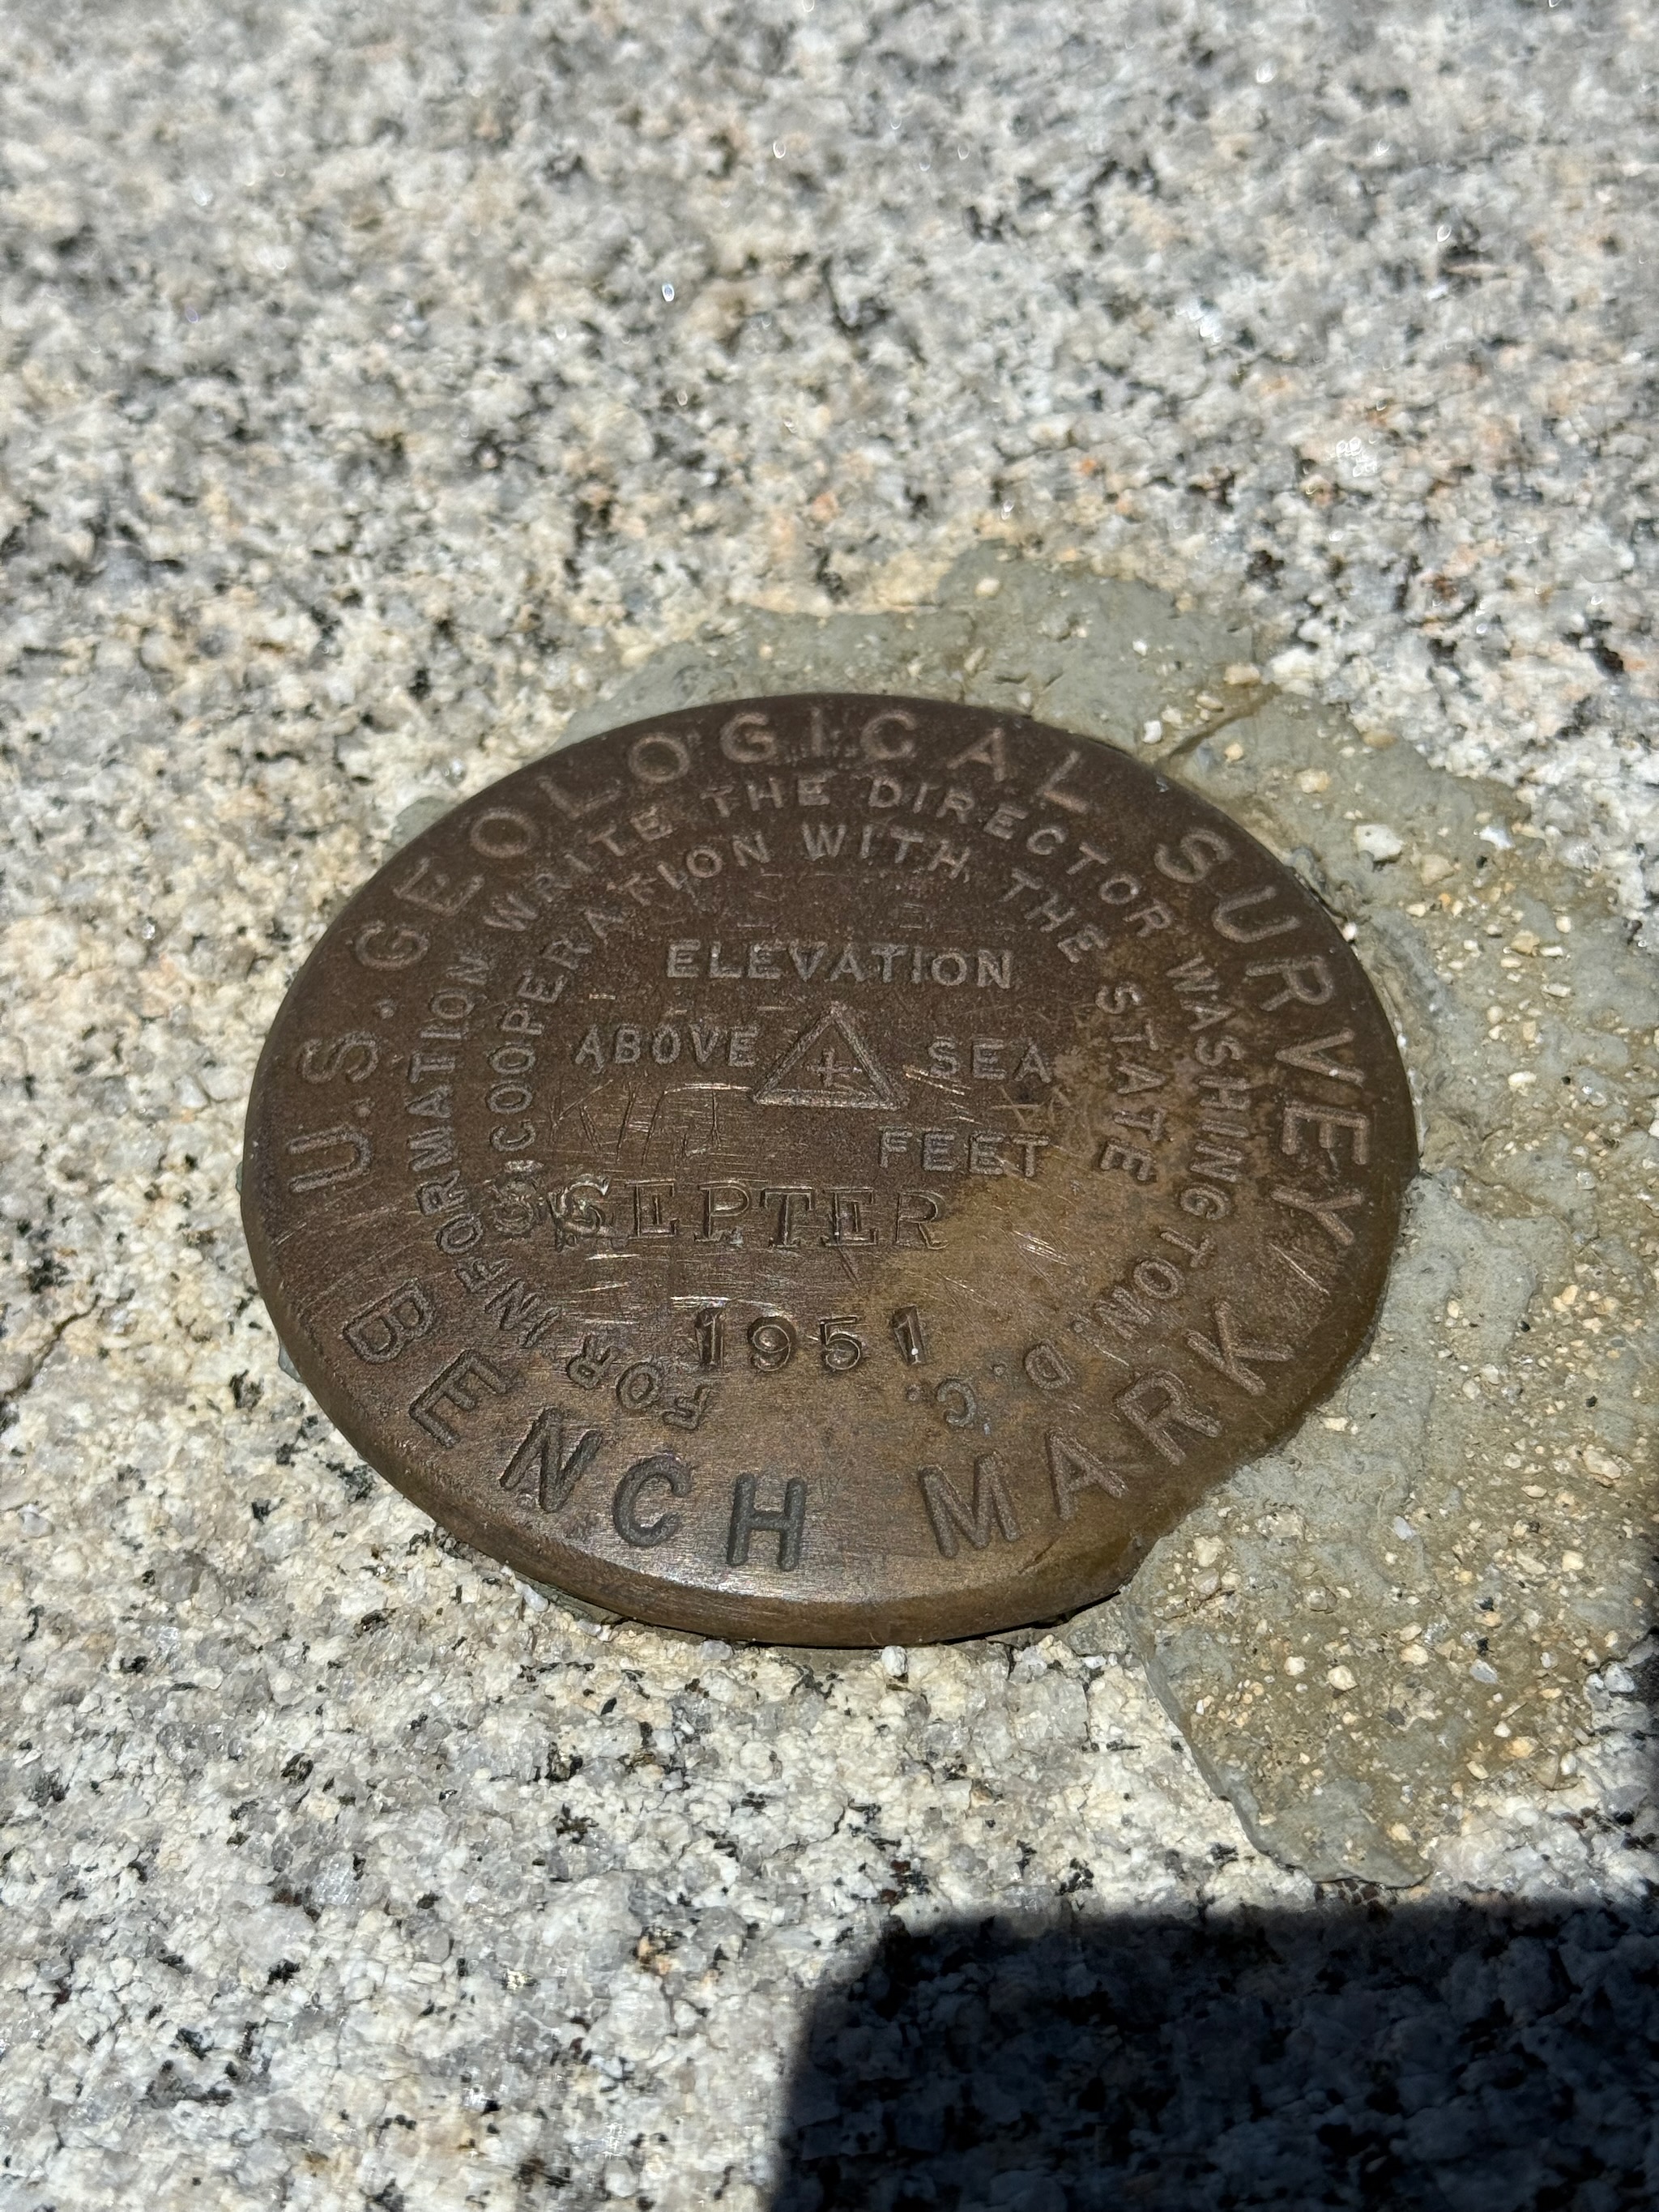 U.S. GEOLOGICAL SURVEY
FOR INFORMATION WRITE THE DIRECTOR WASHINGTON, D.C.
COOPERATION WITH THE STATE
ELEVATION
ABOVE SEA
FEET
SEPTER
1951
BENCH MARK